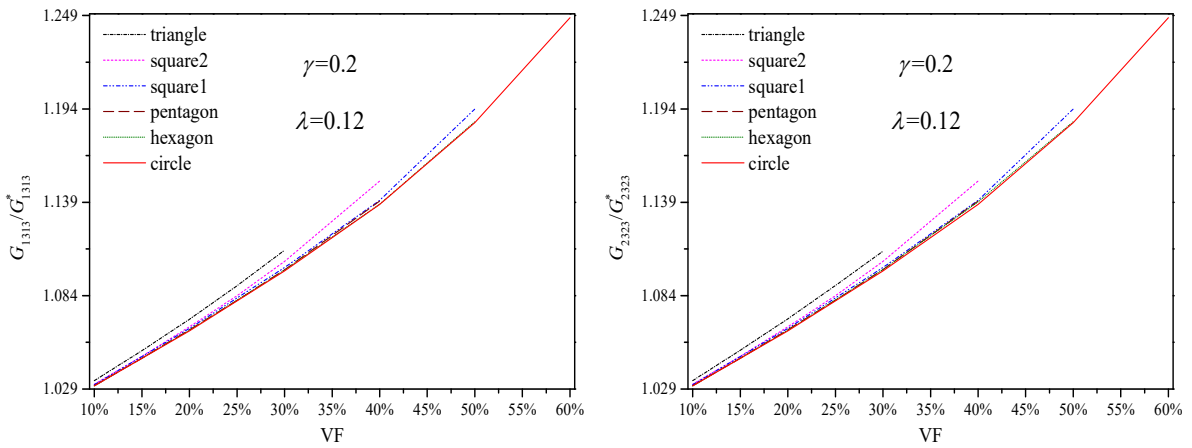 1.249
1.194
1.139
1.084
1.029
G1313/G*1313
triangle
square2
square1
pentagon
hexagon
circle
γ=0.2
λ=0.12
10% 15% 20% 25% 30% 35% 40% 45% 50% 55% 60%
VF
1.249
1.194
1.139
1.084
1.029
G2323/G*2323
triangle
square2
square1
pentagon
hexagon
circle
γ=0.2
λ=0.12
10% 15% 20% 25% 30% 35% 40% 45% 50% 55% 60%
VF